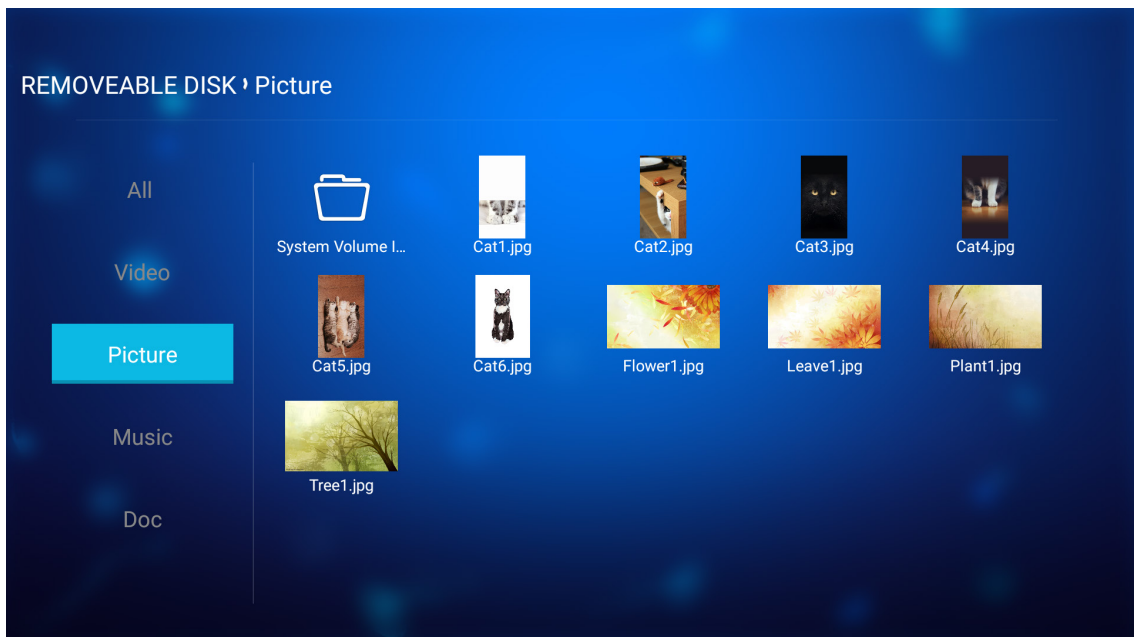 REMOVEABLE DISK › Picture
All
Video
Picture
Music
Doc
System Volume I...
Cat1.jpg
Cat2.jpg
Cat3.jpg
Cat4.jpg
Cat5.jpg
Cat6.jpg
Flower1.jpg
Leave1.jpg
Plant1.jpg
Tree1.jpg